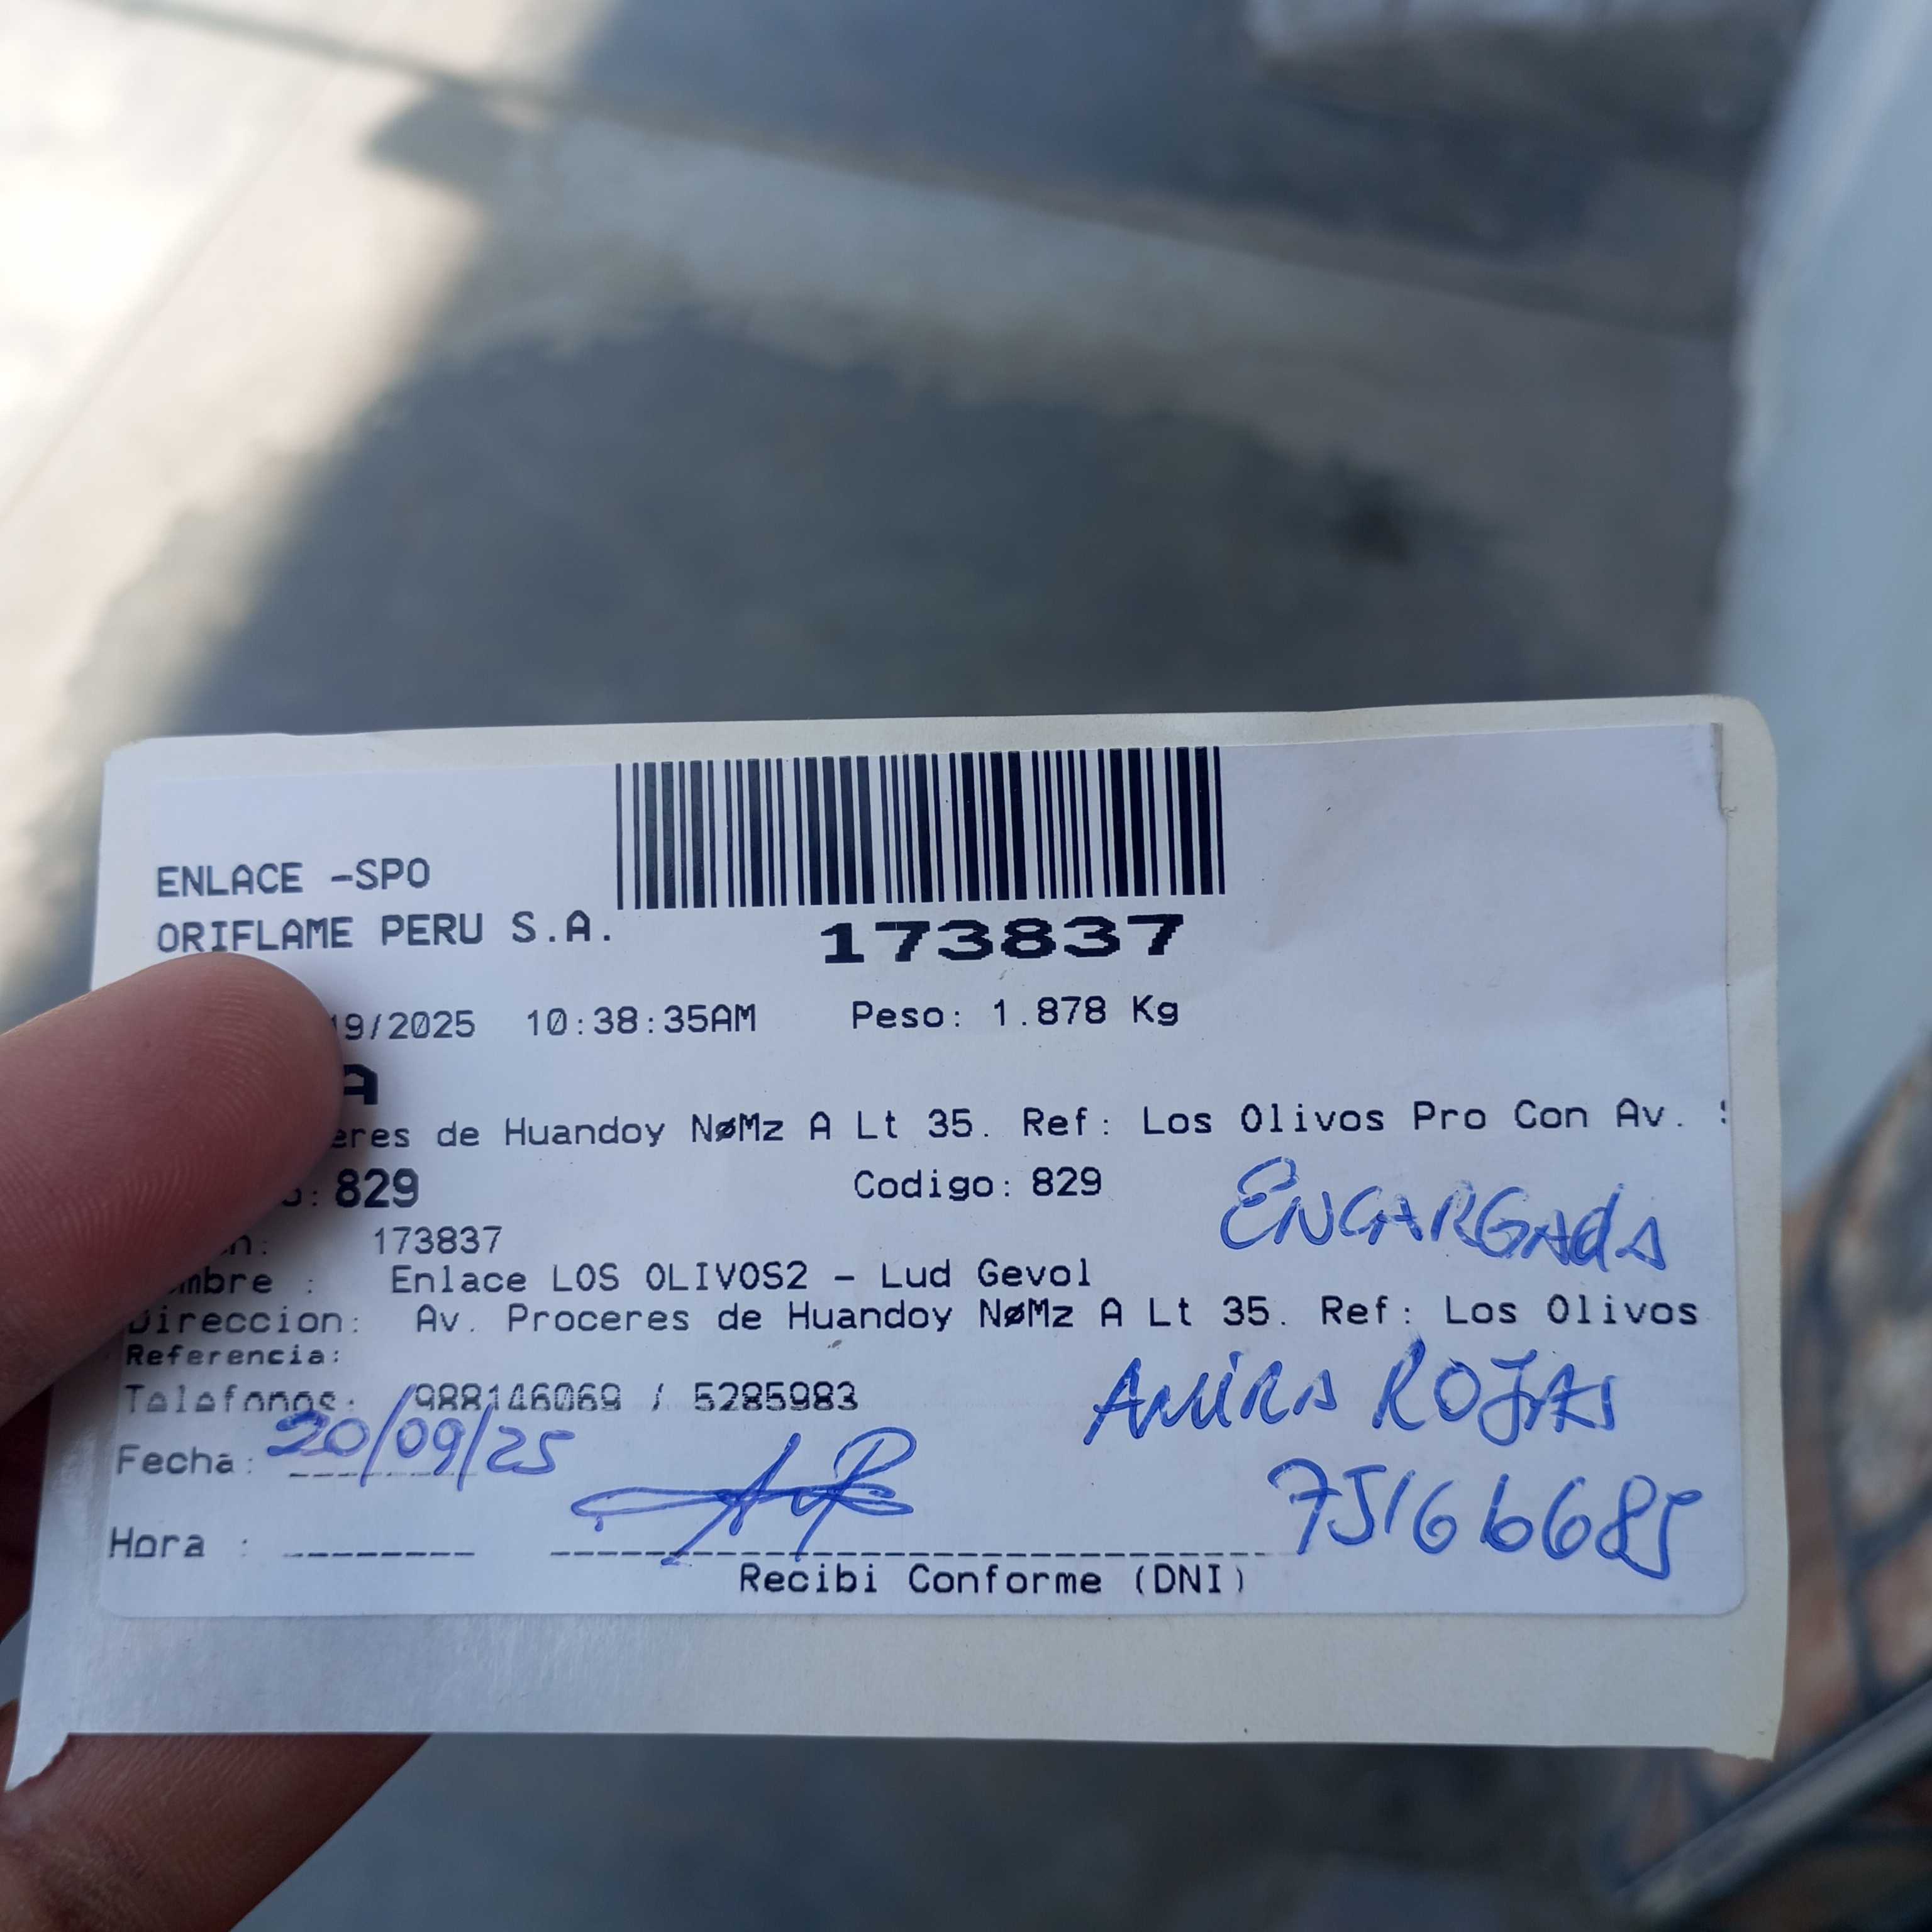 ENLACE -SPO
ORIFLAME PERU S.A.
173837
19/2025 10:38:35AM Peso: 1.878 Kg
A
eres de Huandoy NøMz A Lt 35. Ref: Los Olivos Pro Con Av.
: 829 Codigo: 829
ENCARGADA
n: 173837
mbre : Enlace LOS OLIVOS2 - Lud Gevol
Direccion: Av. Proceres de Huandoy NøMz A Lt 35. Ref: Los Olivos
Referencia:
Telefonos: /988146069 / 5285983
AMIRA ROJAS
Fecha: 20/09/25
75166685
Hora :
Recibi Conforme (DNI)